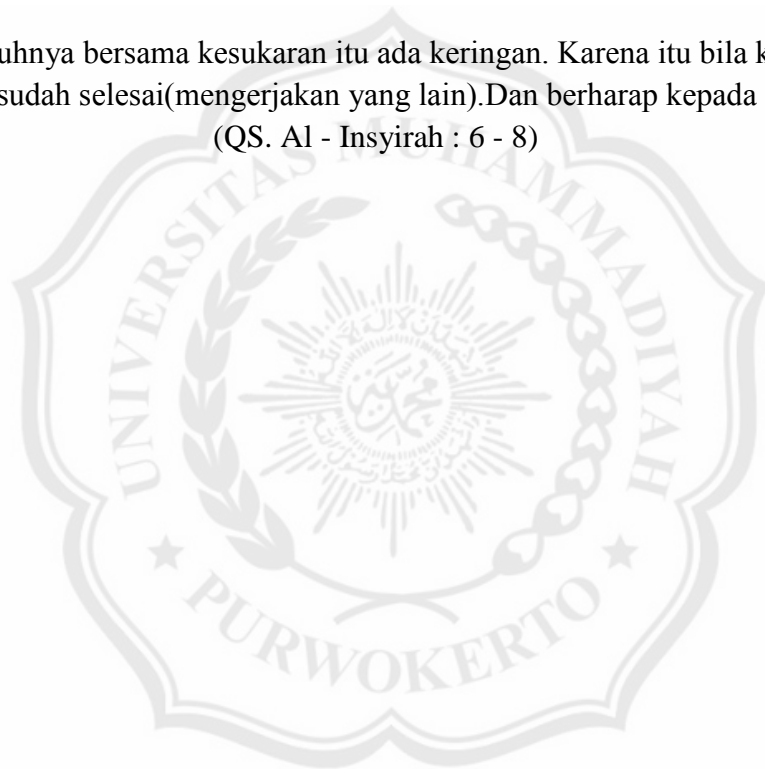 uhnya bersama kesukaran itu ada keringan. Karena itu bila k
sudah selesai(mengerjakan yang lain).Dan berharap kepada
(QS. Al - Insyirah : 6 - 8)
UNIVERSITAS MUHAMMADIYAH
PURWOKERTO